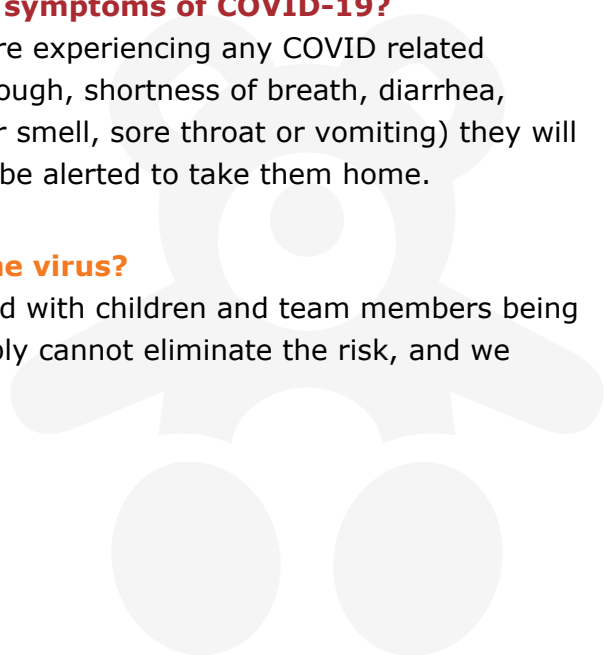 symptoms of COVID-19?
re experiencing any COVID related
ough, shortness of breath, diarrhea,
r smell, sore throat or vomiting) they will
be alerted to take them home.
ne virus?
d with children and team members being
ply cannot eliminate the risk, and we